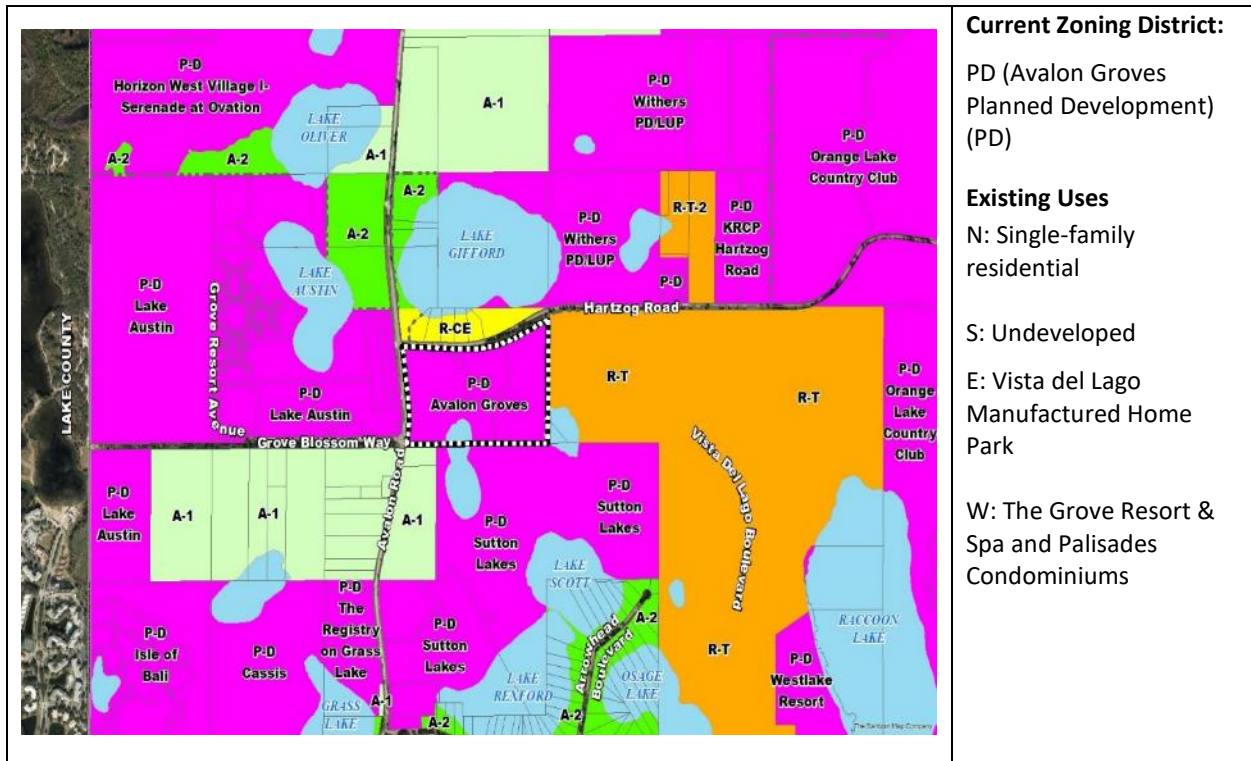 P-D
Horizon West Village I-
Serenade at Ovation
LAKE
OLIVER
A-1
P-D
Withers
PD/LUP
P-D
Orange Lake
Country Club
A-2
A-2
A-1
A-2
A-2
LAKE
GIFFORD
P-D
Withers
PD/LUP
R-T-2
P-D
KRCP
Hartzog
Road
P-D
LAKE
AUSTIN
P-D
Lake
Austin
Grove Resort
Avenue
LAKE COUNTY
Hartzog Road
R-CE
P-D
Avalon Groves
R-T
R-T
P-D
Orange
Lake
Country
Club
P-D
Lake Austin
Grove Blossom Way
Avalon Road
Vista Del Lago
Boulevard
P-D
Lake
Austin
A-1
A-1
A-1
P-D
Sutton
Lakes
P-D
Sutton
Lakes
LAKE
SCOTT
P-D
The
Registry
on Grass
Lake
P-D
Isle of
Bali
P-D
Cassis
P-D
Sutton
Lakes
Arrowhead
Boulevard
A-2
R-T
RACCOON
LAKE
LAKE
REXFORD
OSAGE
LAKE
P-D
Westlake
Resort
GRASS
LAKE
A-1
A-2
A-2
Current Zoning District:
PD (Avalon Groves
Planned Development)
(PD)
Existing Uses
N: Single-family
residential
S: Undeveloped
E: Vista del Lago
Manufactured Home
Park
W: The Grove Resort &
Spa and Palisades
Condominiums